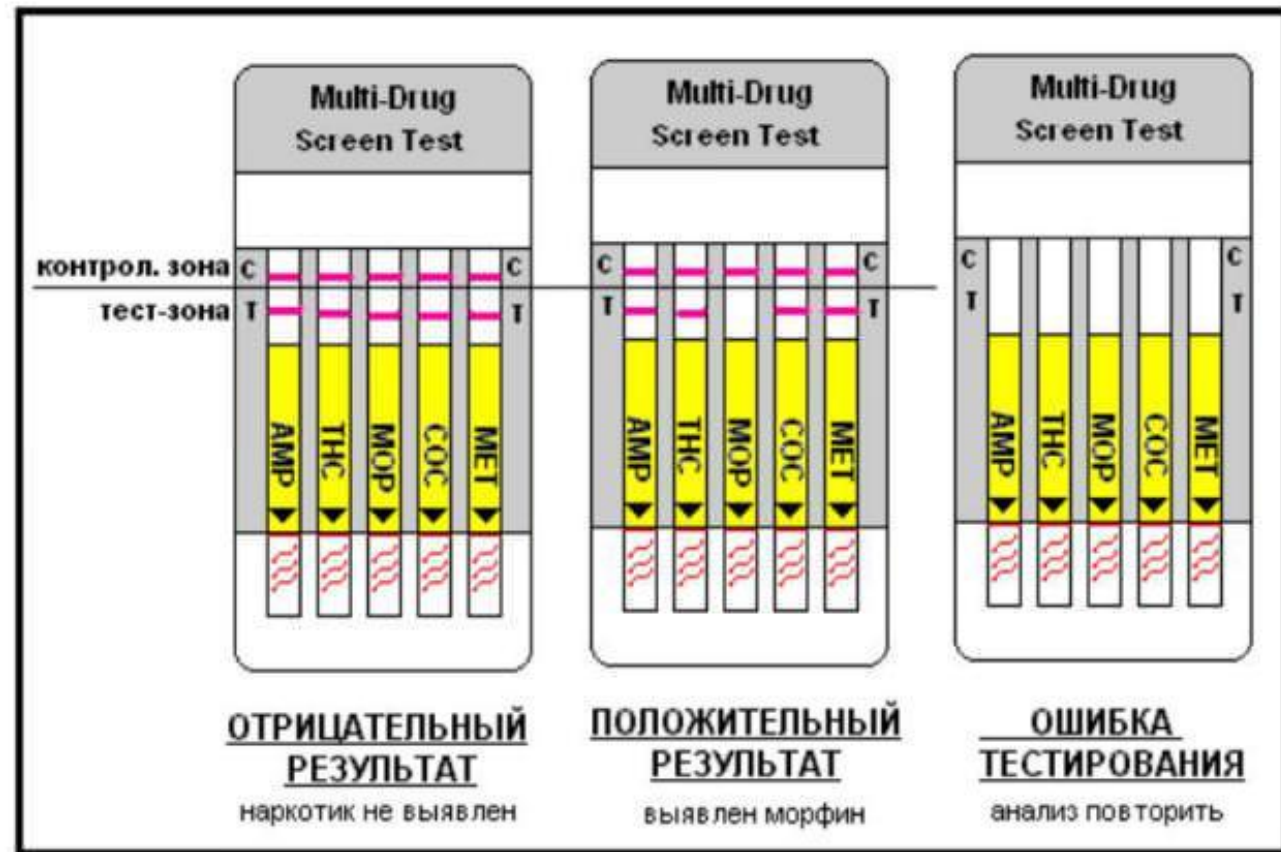 Multi-Drug
Screen Test
Multi-Drug
Screen Test
Multi-Drug
Screen Test
контрол. зона C C C C C
тест-зона T T T T T
AMP THC MOP COC MET
AMP THC MOP COC MET
AMP THC MOP COC MET
ОТРИЦАТЕЛЬНЫЙ
РЕЗУЛЬТАТ
наркотик не выявлен
ПОЛОЖИТЕЛЬНЫЙ
РЕЗУЛЬТАТ
выявлен морфин
ОШИБКА
ТЕСТИРОВАНИЯ
анализ повторить